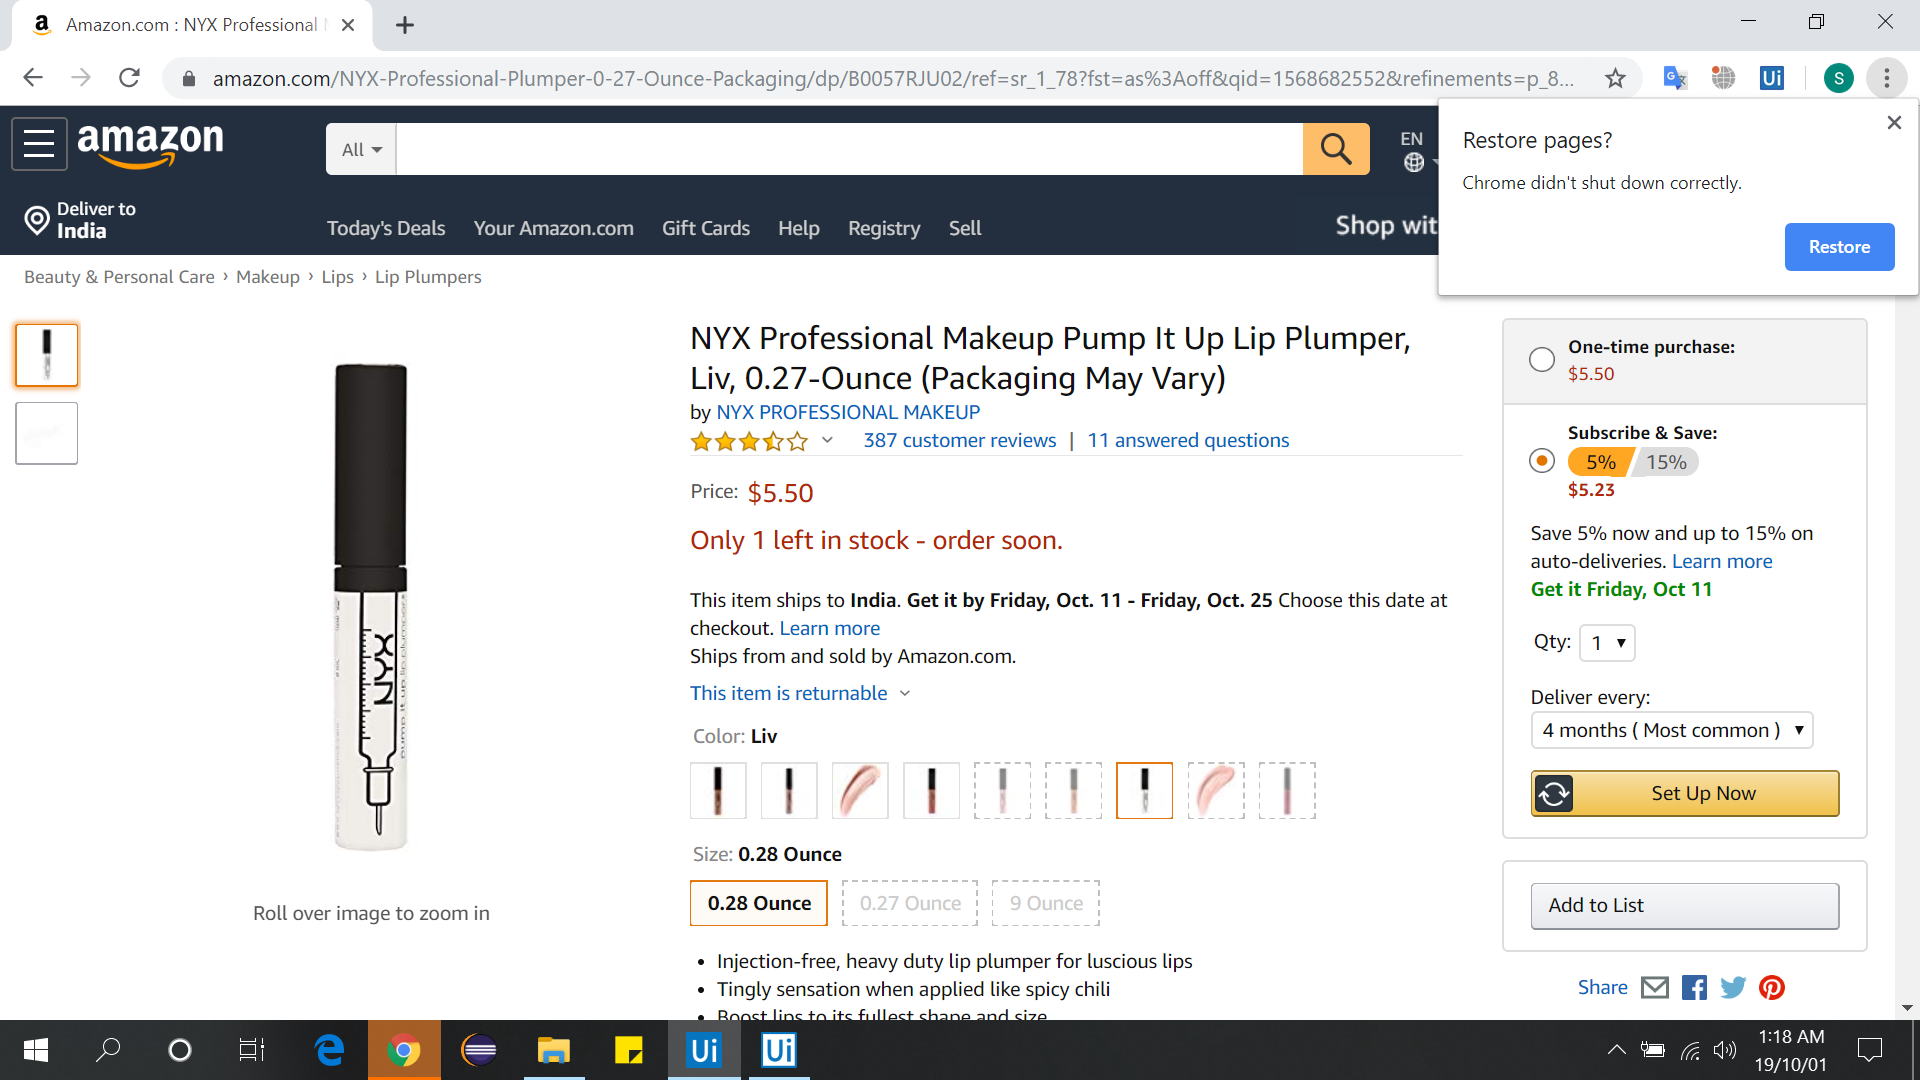 Amazon.com : NYX Professional
amazon.com/NYX-Professional-Plumper-0-27-Ounce-Packaging/dp/B0057RJU02/ref=sr_1_78?fst=as%3Aoff&qid=1568682552&refinements=p_8...
Ui
S
Restore pages?
Chrome didn't shut down correctly.
Restore
amazon
All
EN
Deliver to
India
Today's Deals
Your Amazon.com
Gift Cards
Help
Registry
Sell
Shop wit
Beauty & Personal Care › Makeup › Lips › Lip Plumpers
NYX
pump it up lip plumper
Roll over image to zoom in
NYX Professional Makeup Pump It Up Lip Plumper,
Liv, 0.27-Ounce (Packaging May Vary)
by NYX PROFESSIONAL MAKEUP
387 customer reviews | 11 answered questions
Price: $5.50
Only 1 left in stock - order soon.
This item ships to India. Get it by Friday, Oct. 11 - Friday, Oct. 25 Choose this date at
checkout. Learn more
Ships from and sold by Amazon.com.
This item is returnable
Color: Liv
Size: 0.28 Ounce
0.28 Ounce
0.27 Ounce
9 Ounce
• Injection-free, heavy duty lip plumper for luscious lips
• Tingly sensation when applied like spicy chili
• Boost lips to its fullest shape and size
One-time purchase:
$5.50
Subscribe & Save:
5% 15%
$5.23
Save 5% now and up to 15% on
auto-deliveries. Learn more
Get it Friday, Oct 11
Qty: 1
Deliver every:
4 months ( Most common )
Set Up Now
Add to List
Share
Ui
Ui
1:18 AM
19/10/01